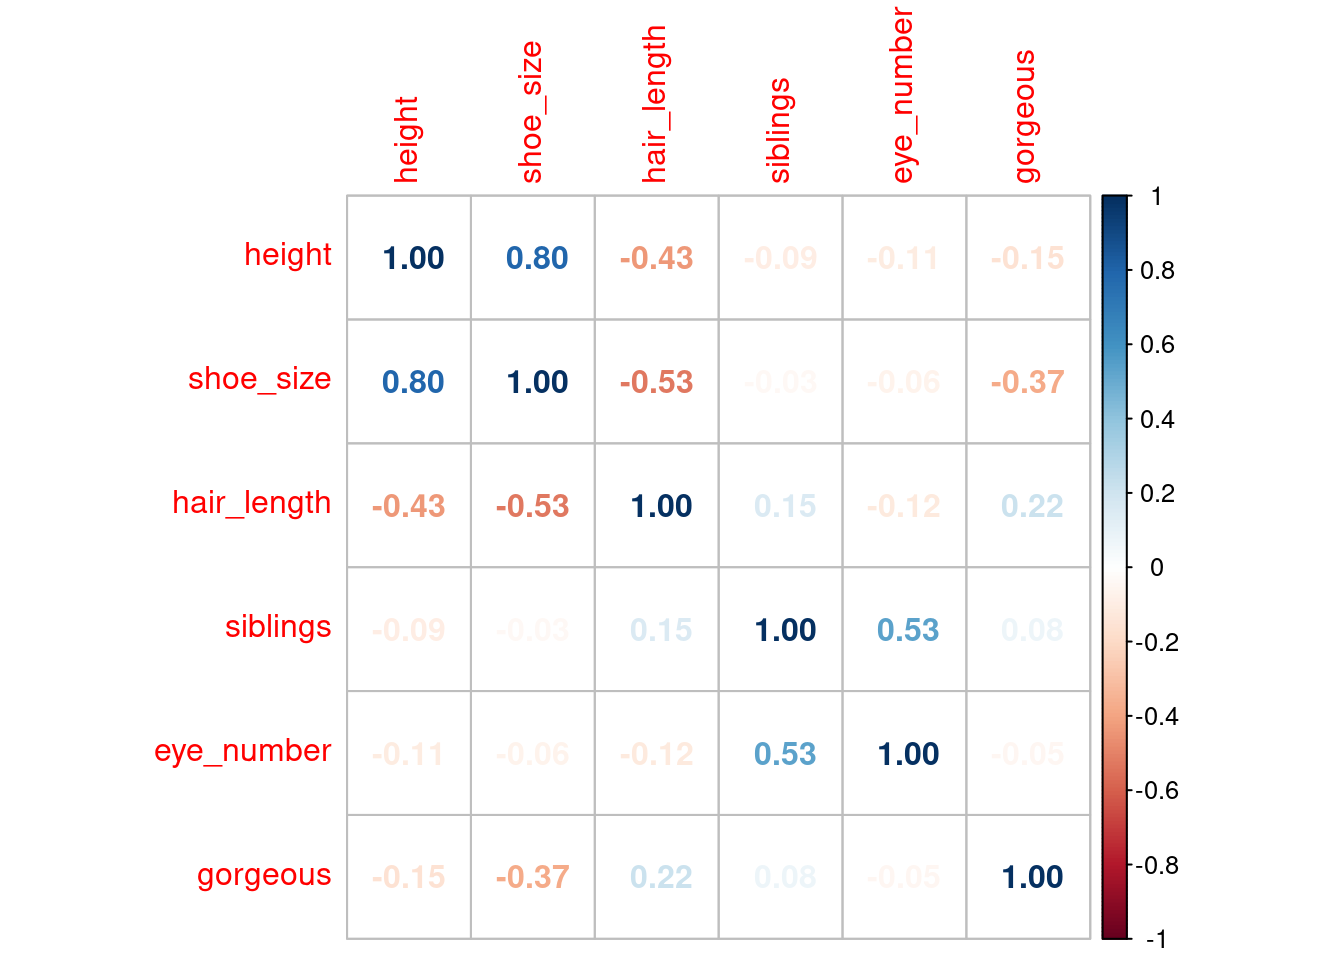 height shoe_size hair_length siblings eye_number gorgeous
height 1.00 0.80 -0.43 -0.09 -0.11 -0.15
shoe_size 0.80 1.00 -0.53 -0.03 -0.06 -0.37
hair_length -0.43 -0.53 1.00 0.15 -0.12 0.22
siblings -0.09 -0.03 0.15 1.00 0.53 0.08
eye_number -0.11 -0.06 -0.12 0.53 1.00 -0.05
gorgeous -0.15 -0.37 0.22 0.08 -0.05 1.00
1
0.8
0.6
0.4
0.2
0
-0.2
-0.4
-0.6
-0.8
-1